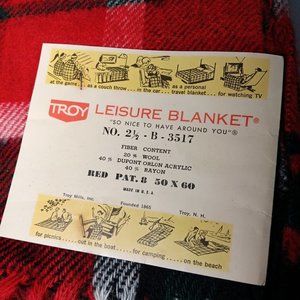 at the game . . . . as a couch throw . . . . in the car . . . . as a personal travel blanket . . . . for watching TV
TROY LEISURE BLANKET®
"SO NICE TO HAVE AROUND YOU"®
NO. 2½ - B - 3517
FIBER CONTENT
20 % WOOL
40 % DUPONT ORLON ACRYLIC
40 % RAYON
RED PAT. 8 50 X 60
MADE IN U. S. A.
Troy Mills, Inc. Founded 1865 Troy, N. H.
for picnics . . . . out in the boat . . . . for camping . . . . on the beach